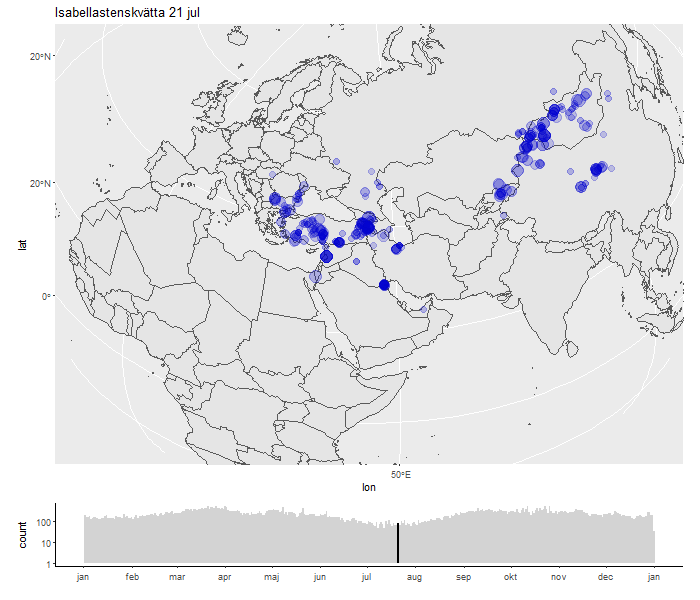 Isabellastenskvätta 21 jul
20°N
20°N
0°
lat
50°E
lon
count
100
10
1
jan feb mar apr maj jun jul aug sep okt nov dec jan